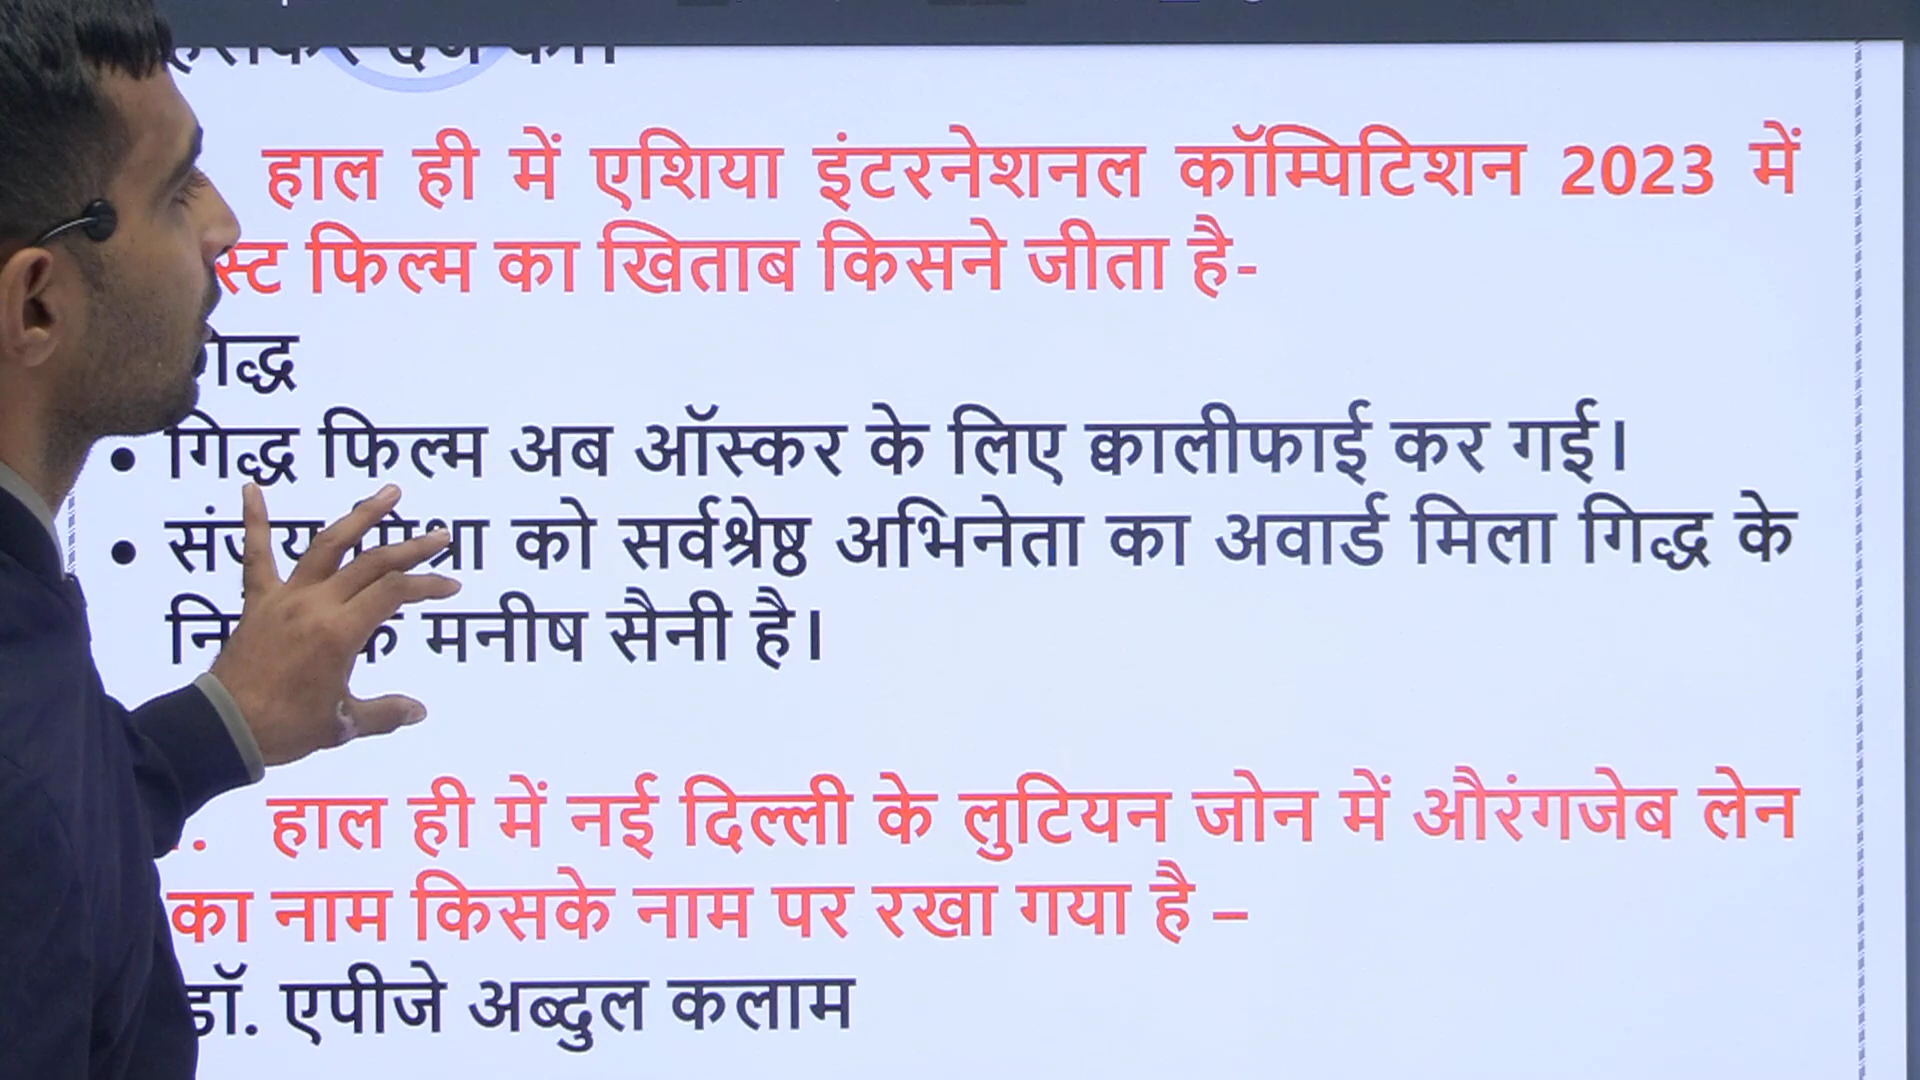 हाल ही में एशिया इंटरनेशनल कॉम्पिटिशन 2023 में
फिल्म का खिताब किसने जीता है-
गिद्ध फिल्म अब ऑस्कर के लिए क्वालीफाई कर गई।
को सर्वश्रेष्ठ अभिनेता का अवार्ड मिला गिद्ध के
मनीष सैनी है।
हाल ही में नई दिल्ली के लुटियन जोन में औरंगजेब लेन
का नाम किसके नाम पर रखा गया है –
डॉ. एपीजे अब्दुल कलाम